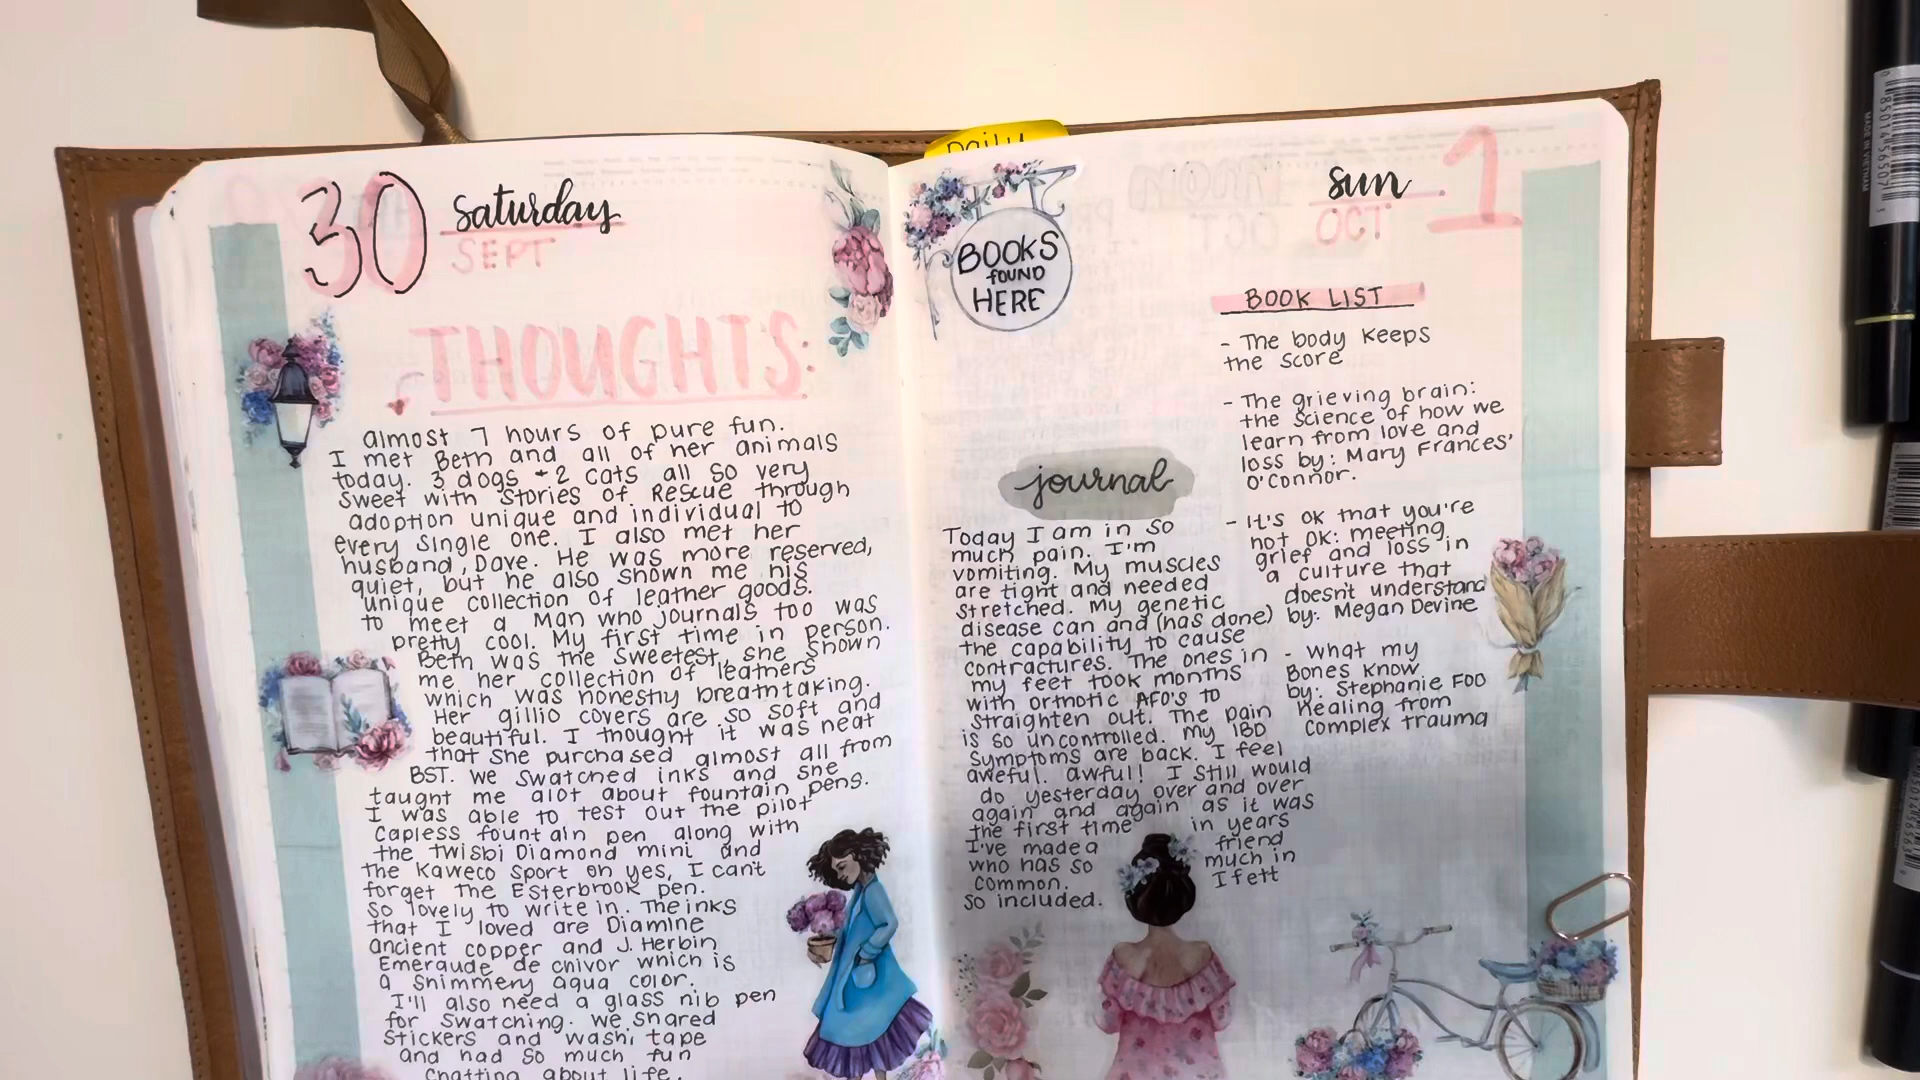 30 Saturday
SEPT
THOUGHTS:
almost 7 hours of pure fun.
I met Beth and all of her animals
today. 3 dogs + 2 cats all so very
sweet with stories of Rescue through
adoption unique and individual to
every single one. I also met her
husband, Dave. He was more reserved,
quiet, but he also shown me his
unique collection of leather goods.
to meet a man who journals too was
pretty cool. My first time in person.
Beth was the sweetest, she shown
me her collection of leathers
which was honestly breathtaking.
Her gillio covers are so soft and
beautiful. I thought it was neat
that she purchased almost all from
BST. we swatched inks and she
taught me alot about fountain pens.
I was able to test out the pilot
capless fountain pen along with
the Twisbi Diamond mini and
the Kaweco Sport oh yes, I can't
forget the Esterbrook pen.
So lovely to write in. The inks
that I loved are Diamine
ancient copper and J. Herbin
Emeraude de chivor which is
a shimmery aqua color.
I'll also need a glass nib pen
for swatching. we shared
stickers and washi tape
and had so much fun
chatting about life.
Daily
BOOKS
FOUND
HERE
sun
OCT 1
journal
Today I am in so
much pain. I'm
vomiting. My muscles
are tight and needed
stretched. My genetic
disease can and (has done)
the capability to cause
contractures. The ones in
my feet took months
with orthotic AFO'S to
straighten out. The pain
is so uncontrolled. My IBD
symptoms are back. I feel
aweful. awful! I still would
do yesterday over and over
again and again as it was
the first time in years
I've made a friend
who has so much in
common. I felt
so included.
BOOK LIST
- The body keeps
the score
- The grieving brain:
the science of how we
learn from love and
loss by: Mary Frances'
O'Connor.
- It's ok that you're
not OK: meeting
grief and loss in
a culture that
doesn't understand
by: Megan Devine
- what my
Bones know
by: Stephanie Foo
Healing from
complex trauma
MADE IN VIETNAM